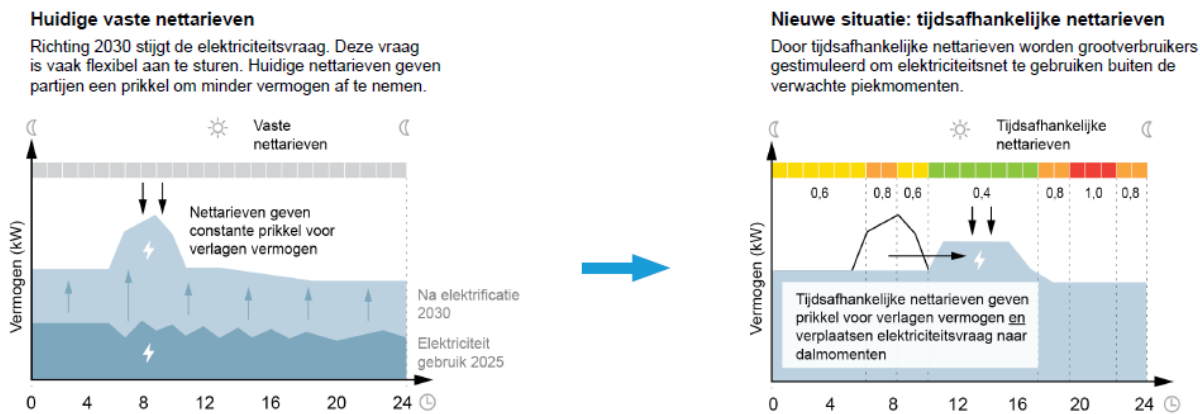 Huidige vaste nettarieven
Richting 2030 stijgt de elektriciteitsvraag. Deze vraag
is vaak flexibel aan te sturen. Huidige nettarieven geven
partijen een prikkel om minder vermogen af te nemen.
Vaste
nettarieven
Nettarieven geven
constante prikkel voor
verlagen vermogen
Vermogen (kW)
Na elektrificatie
2030
Elektriciteit
gebruik 2025
0 4 8 12 16 20 24
Nieuwe situatie: tijdsafhankelijke nettarieven
Door tijdsafhankelijke nettarieven worden grootverbruikers
gestimuleerd om elektriciteitsnet te gebruiken buiten de
verwachte piekmomenten.
Tijdsafhankelijke
nettarieven
0,6 0,8 0,6 0,4 0,8 1,0 0,8
Vermogen (kW)
Tijdsafhankelijke nettarieven geven
prikkel voor verlagen vermogen en
verplaatsen elektriciteitsvraag naar
dalmomenten
0 4 8 12 16 20 24